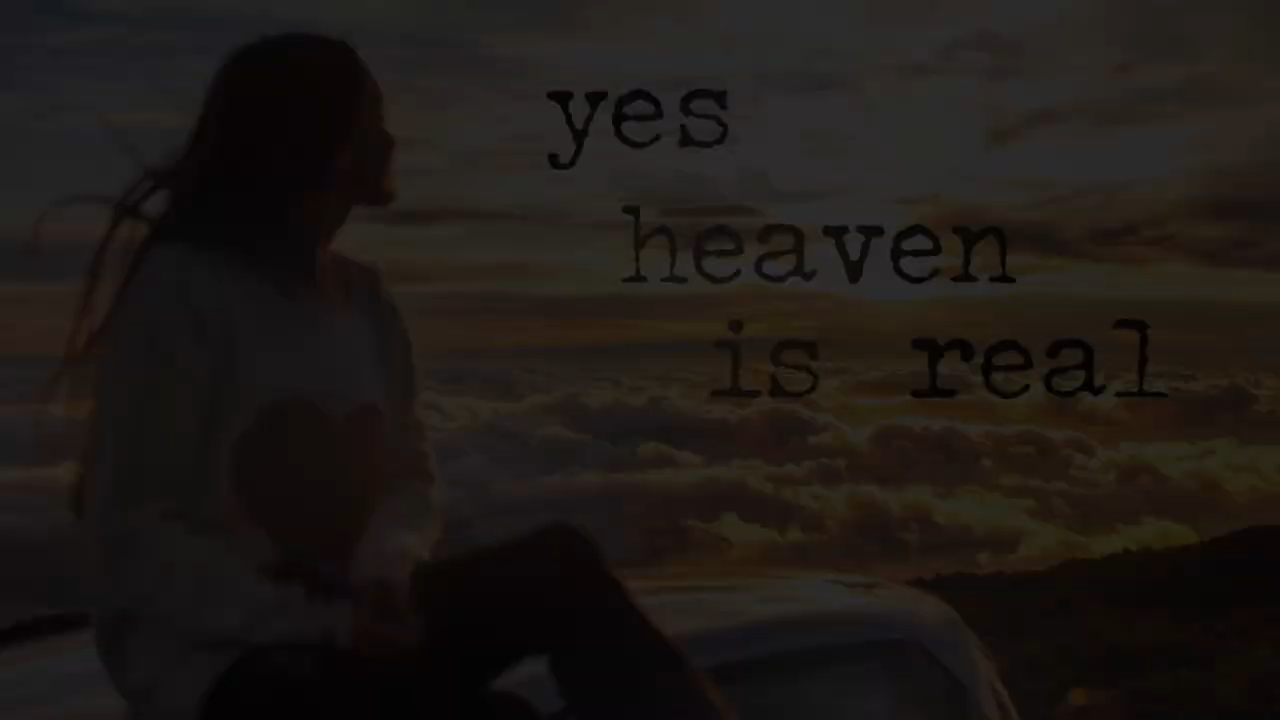 yes
heaven
is real